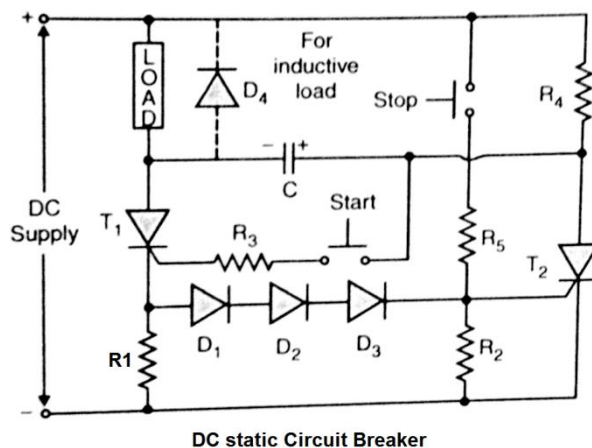 +
LOAD
For
inductive
load
D4
Stop
R4
- +
C
DC
Supply
T1
R3
Start
R5
T2
D1
D2
D3
R1
R2
-
DC static Circuit Breaker